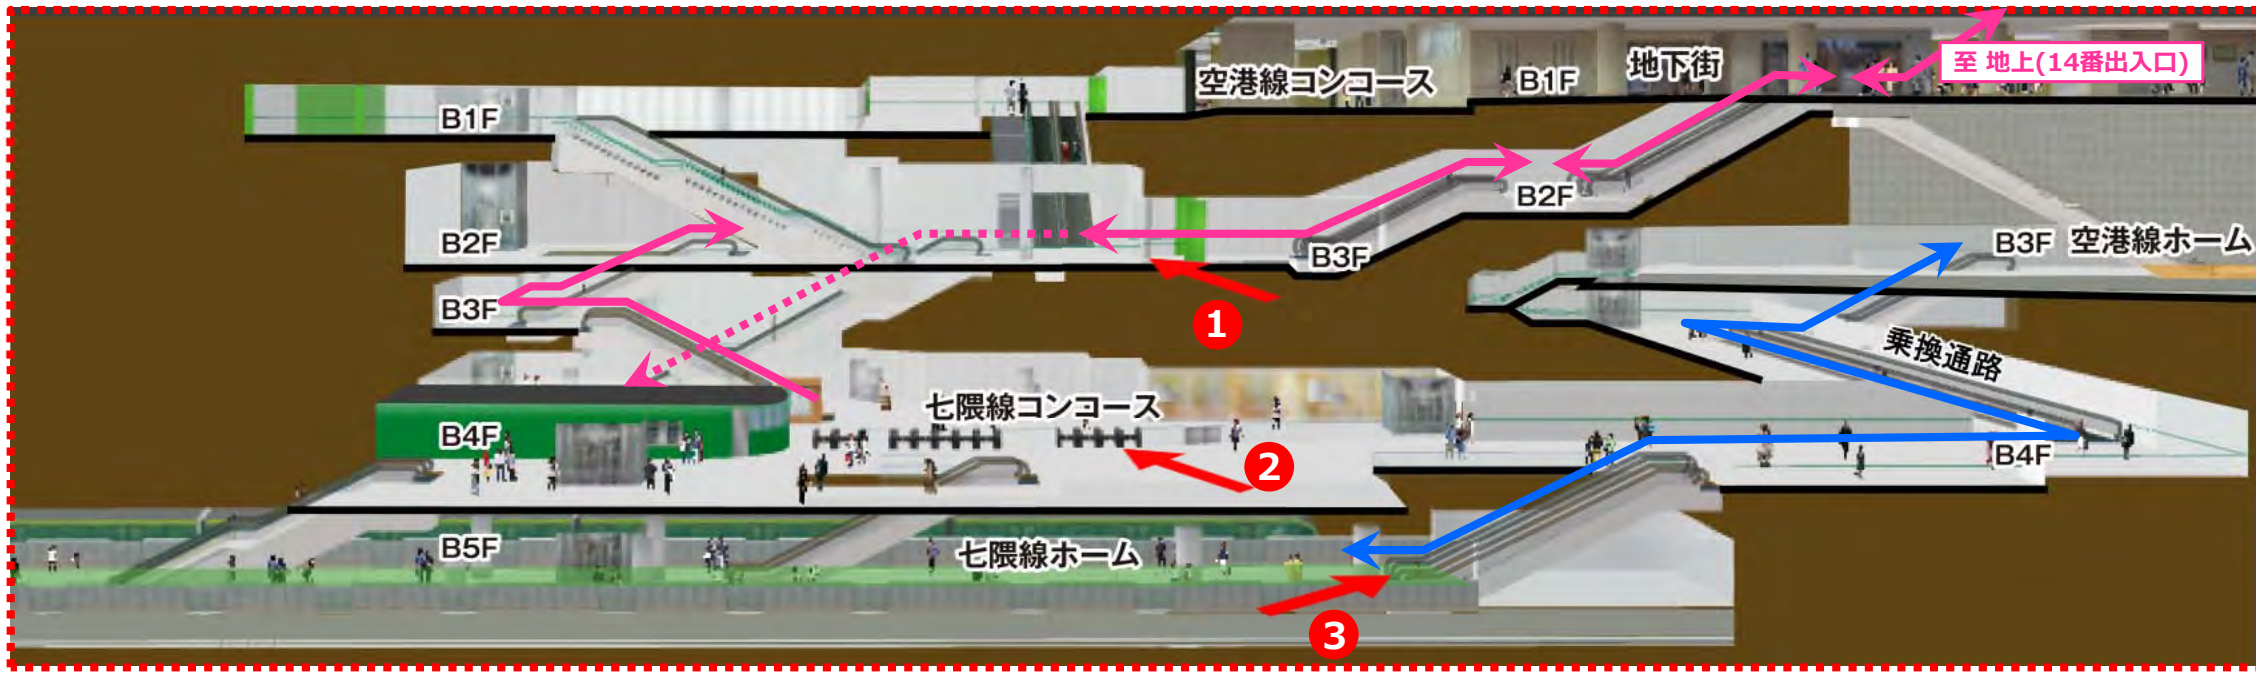 空港線コンコース
B1F
地下街
至 地上(14番出入口)
B1F
B2F
B2F
B3F
B3F 空港線ホーム
B3F
1
乗換通路
七隈線コンコース
B4F
2
B4F
B5F
七隈線ホーム
3